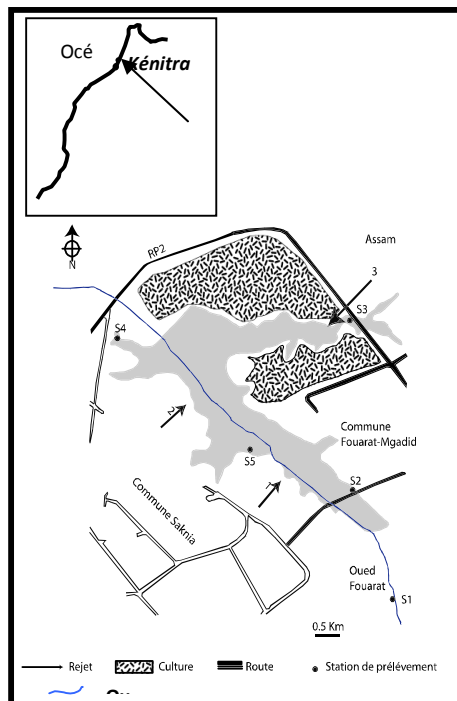 Océ
Kénitra
N
RP2
Assam
3
S3
S4
2
Commune
Fouarat-Mgadid
S5
S2
1
Commune Saknia
Oued
Fouarat
S1
0.5 Km
Rejet
Culture
Route
Station de prélévement